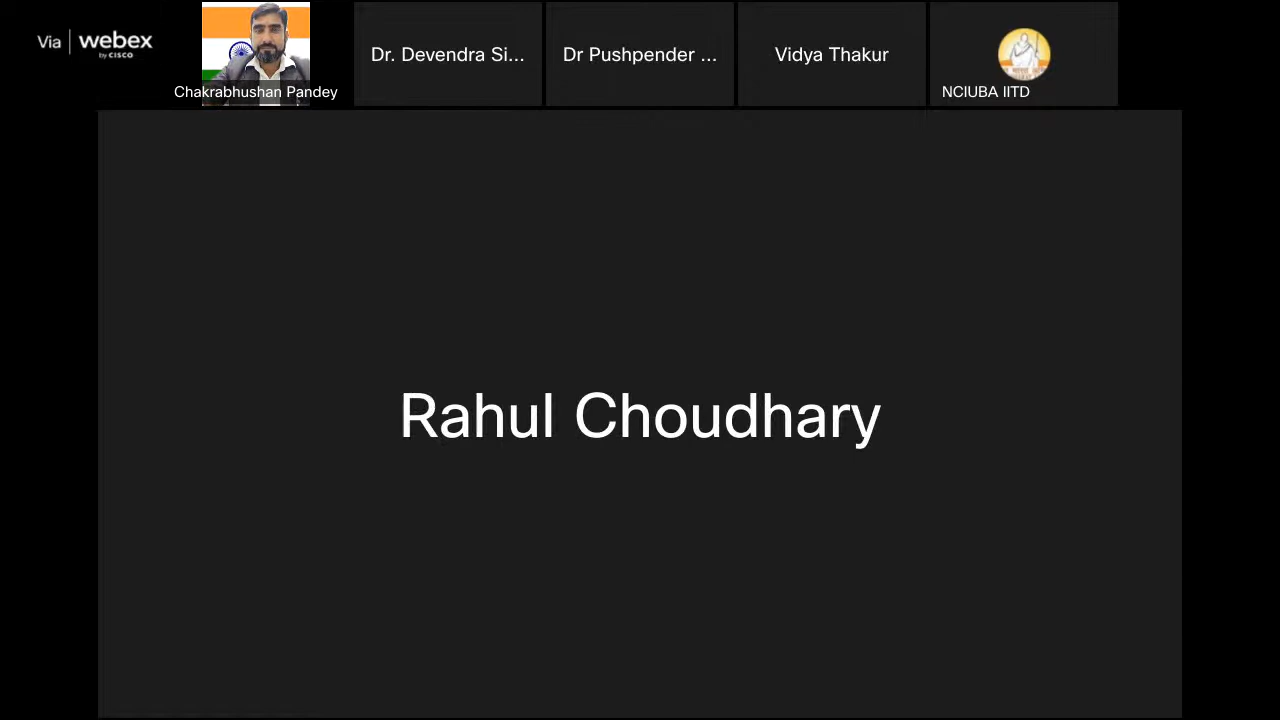 Via webex
by CISCO
Chakrabhushan Pandey
Dr. Devendra Si...
Dr Pushpender ...
Vidya Thakur
NCIUBA IITD
Rahul Choudhary